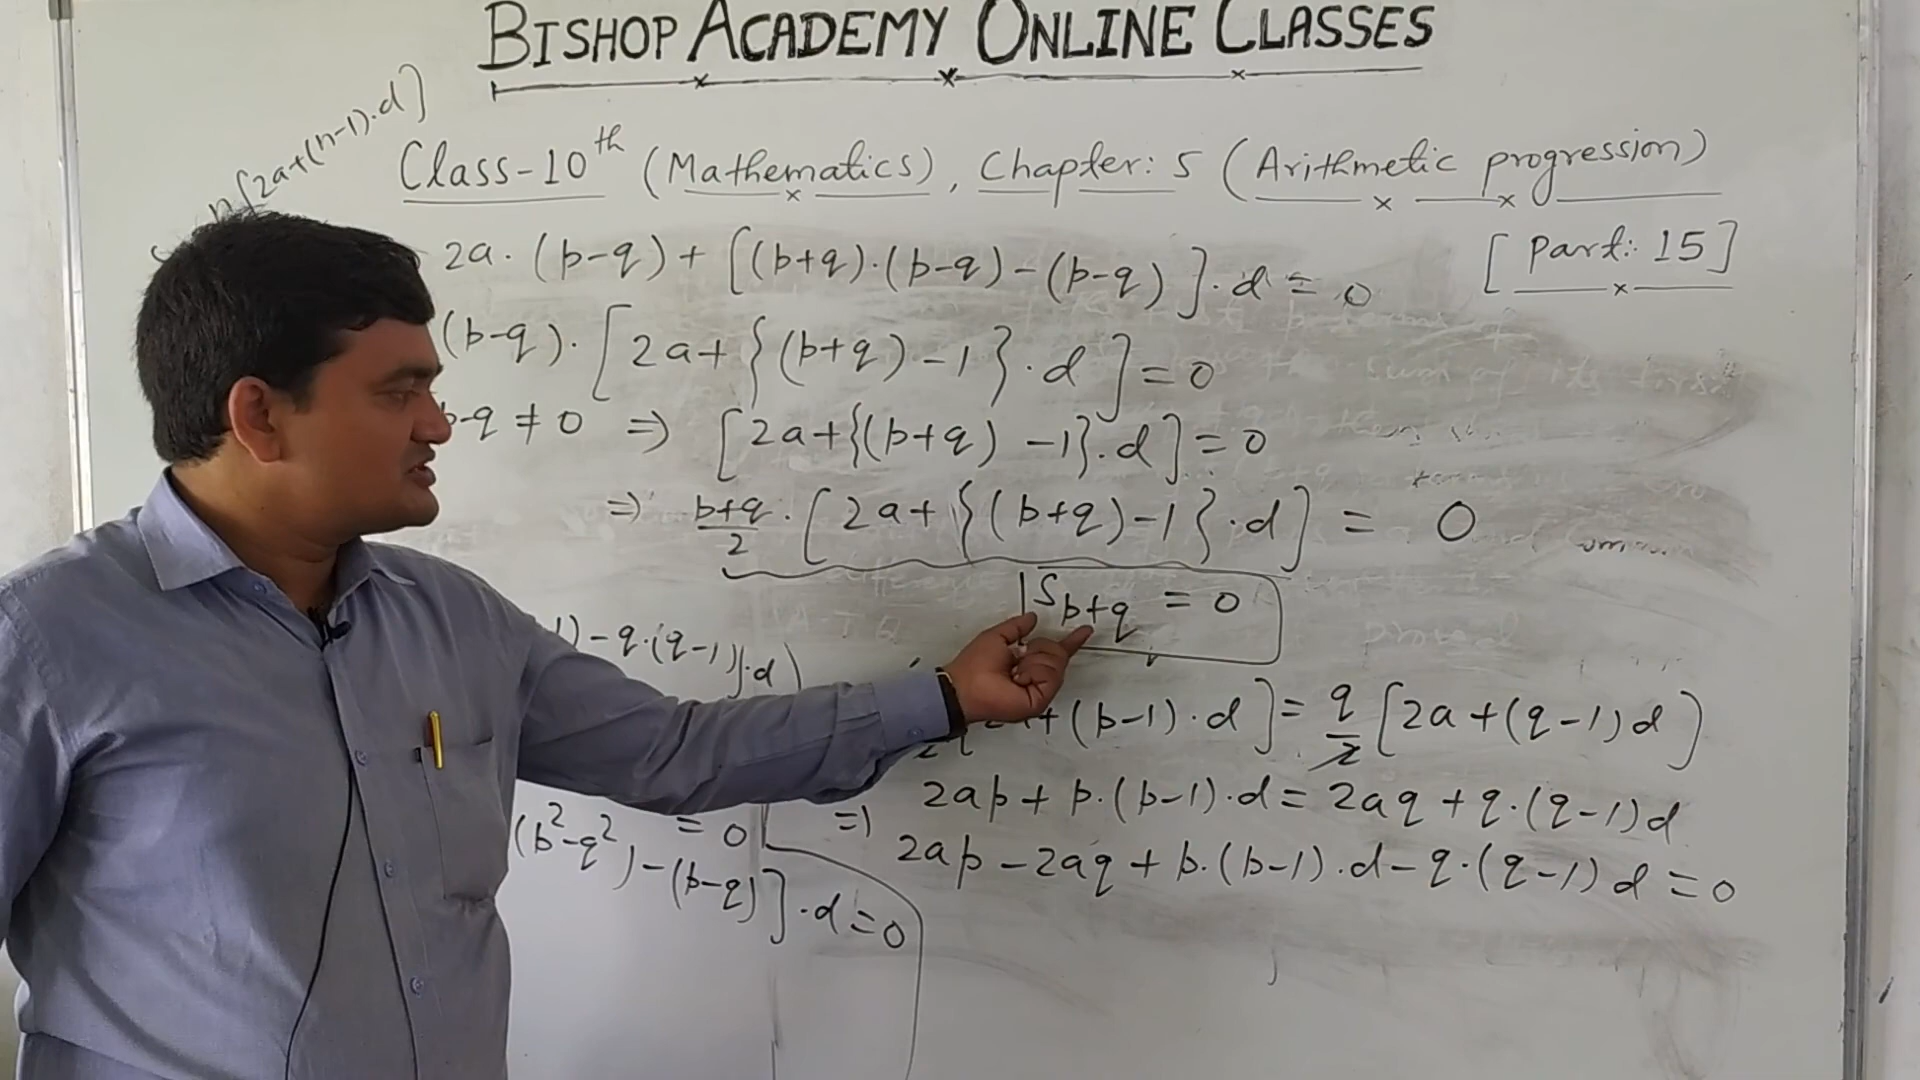 BISHOP ACADEMY ONLINE CLASSES
n[2a+(n-1).d]
Class-10th (Mathematics), Chapter: 5 (Arithmetic progression)
[Part: 15]
2a.(p-q)+[(p+q).(p-q)-(p-q)].d=0
(p-q).[2a+{(p+q)-1}.d]=0
p-q≠0 ⇒ [2a+{(p+q)-1}.d]=0
⇒ p+q/2.[2a+{(p+q)-1}.d] = 0
Sp+q = 0
)-q.(q-1)}.d)
+(p-1).d]=q/2[2a+(q-1)d]
= 0
⇒ 2ap+p.(p-1).d=2aq+q.(q-1)d
2ap-2aq+p.(p-1).d-q.(q-1)d=0
(p²-q²)-(p-q)].d=0